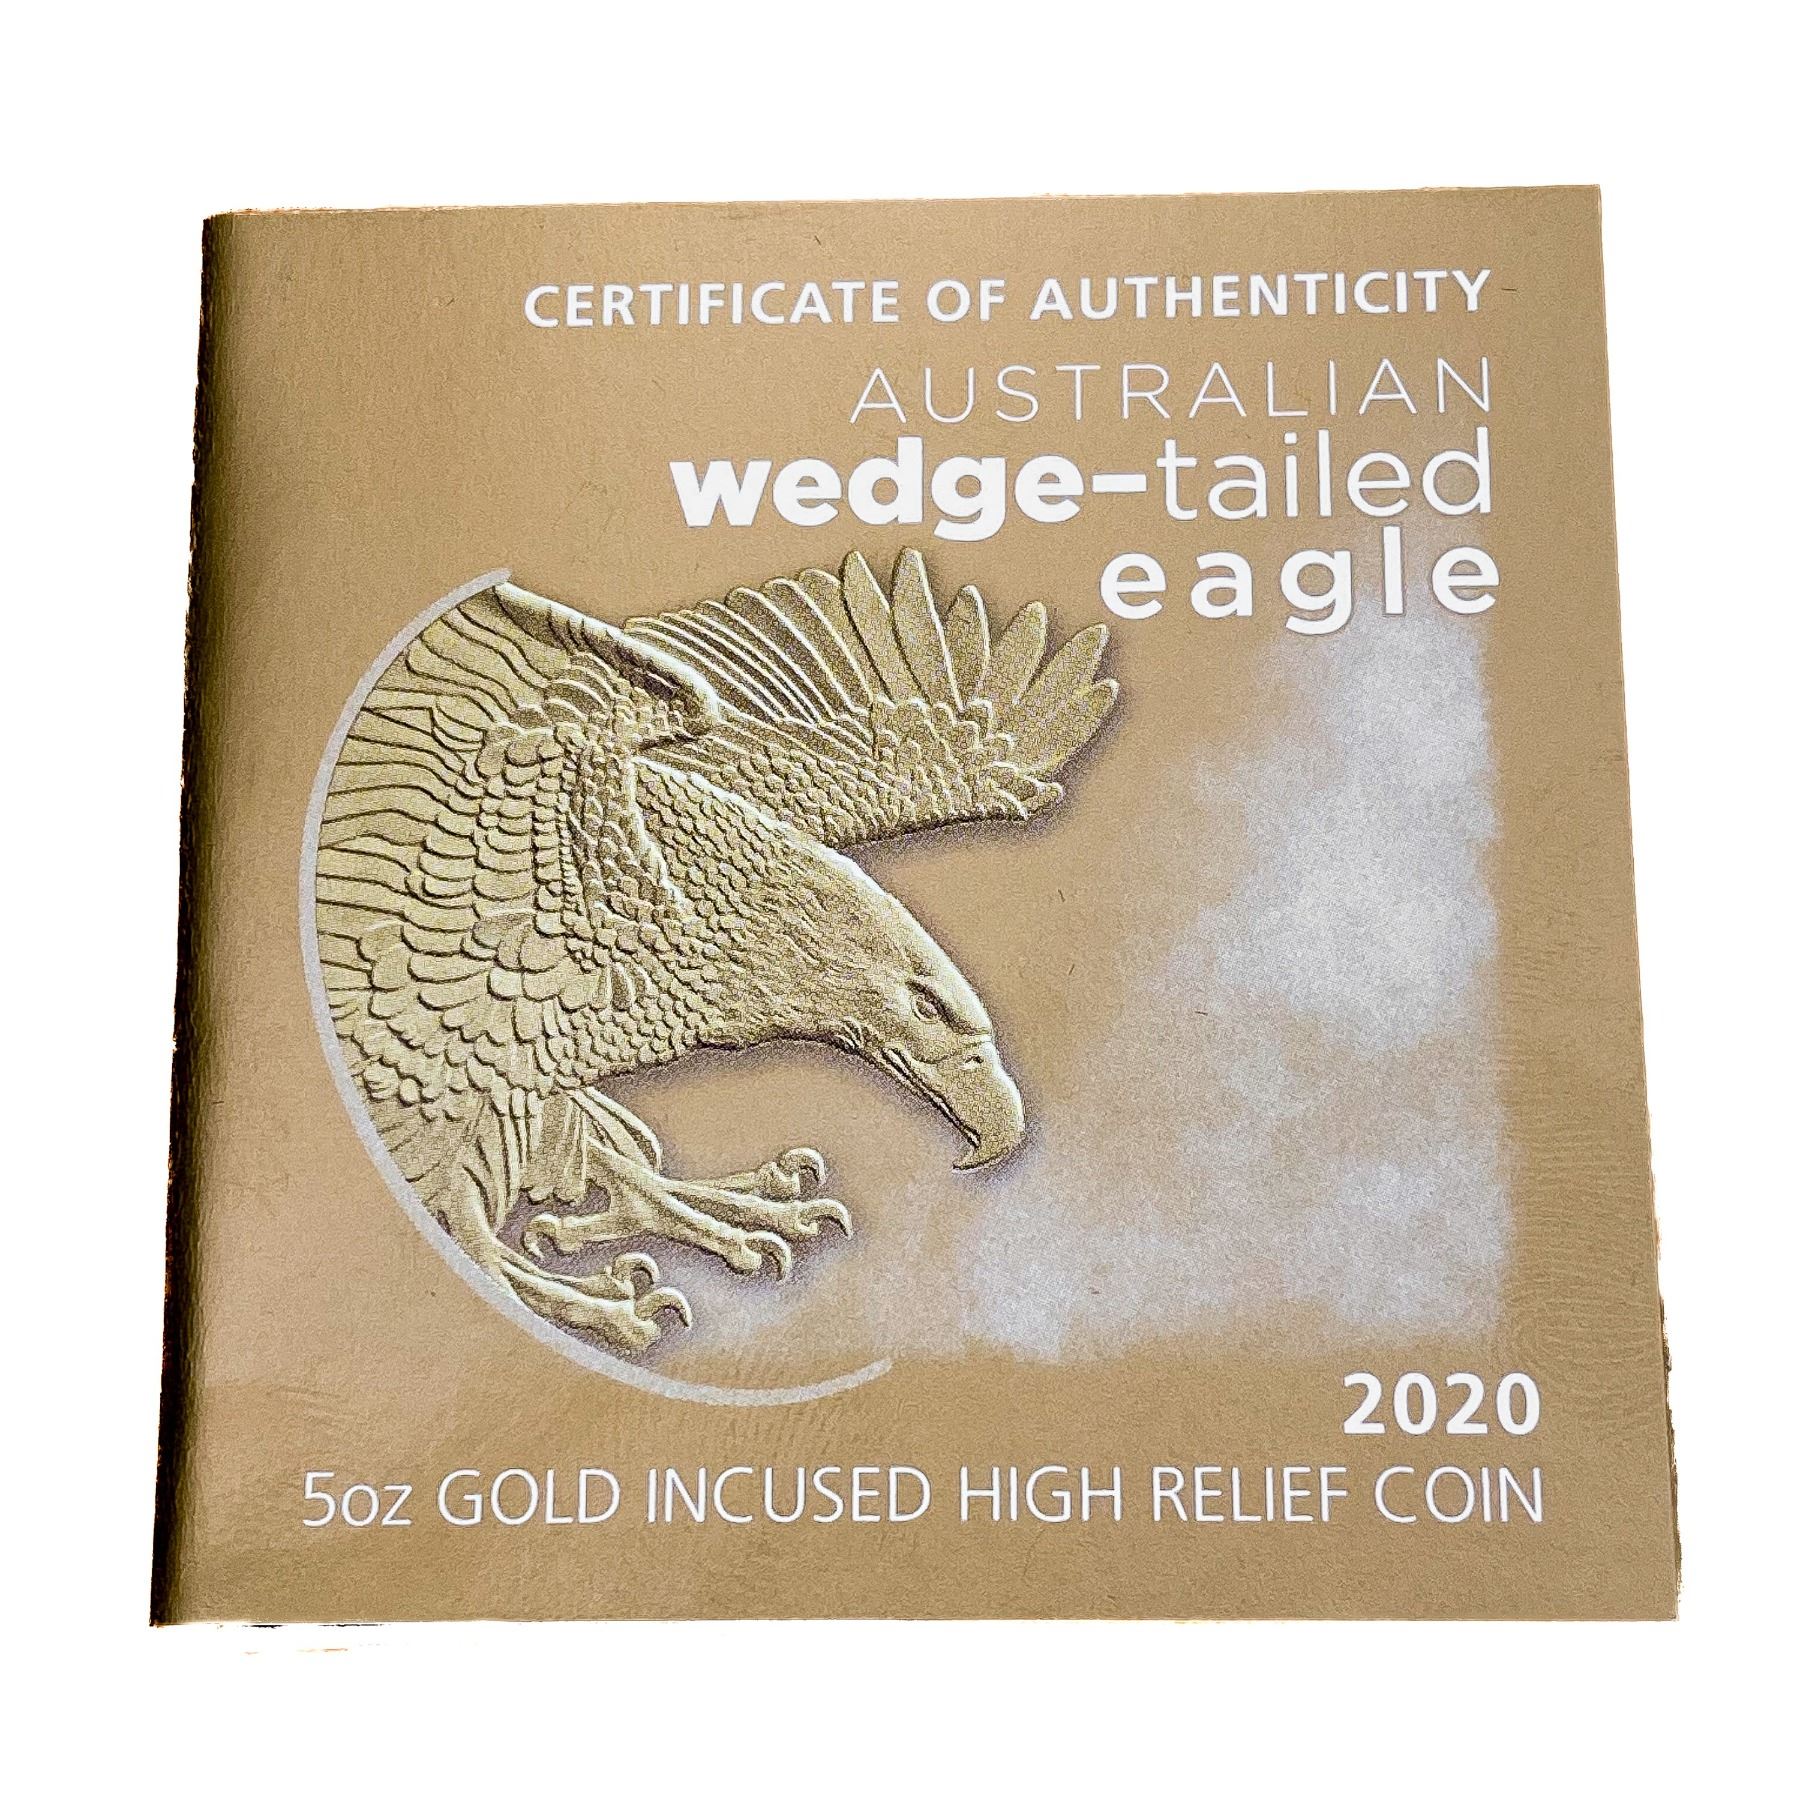 CERTIFICATE OF AUTHENTICITY
AUSTRALIAN
wedge-tailed
eagle
2020
5oz GOLD INCUSED HIGH RELIEF COIN